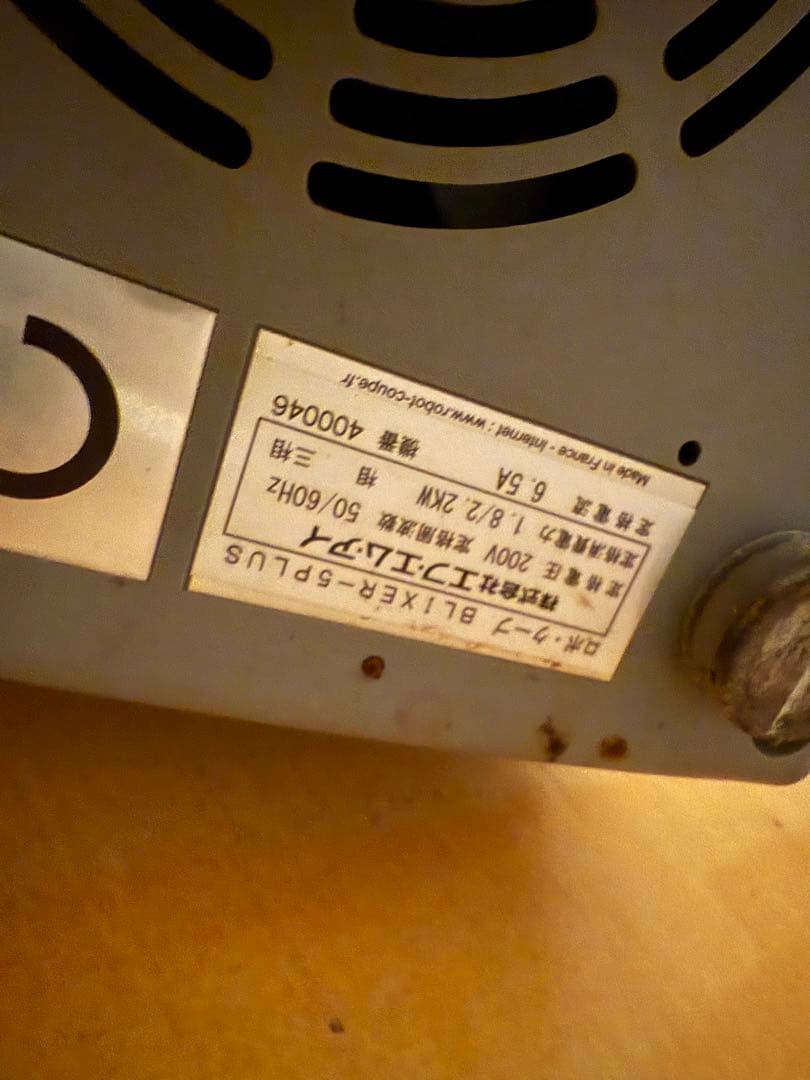 ロボ・クープ BLIXER-5PLUS
株式会社エフ・エム・アイ
定格電圧 200V 定格周波数 50/60Hz
定格消費電力 1.8/2.2KW 相 三相
定格電流 6.5A 機番 400046
Made in France - Internet : www.robot-coupe.fr